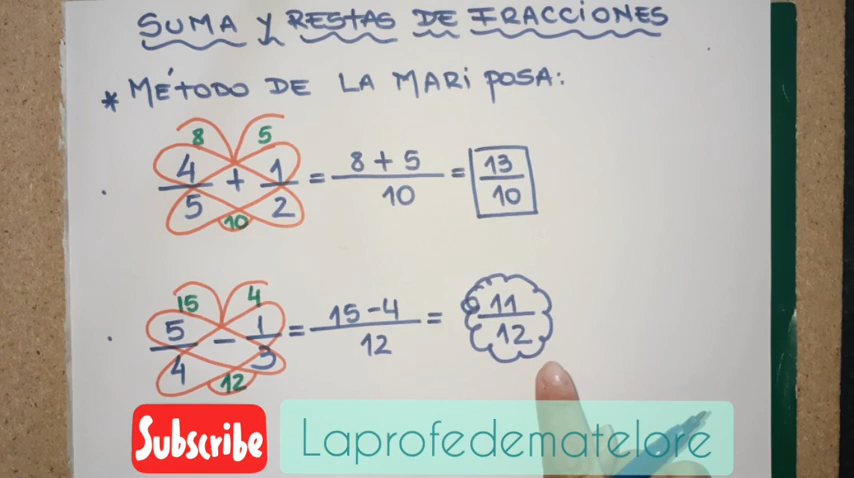 SUMA Y RESTAS DE FRACCIONES
* MÉTODO DE LA MARIPOSA:
8 5
4/5 + 1/2 = 8+5/10 = 13/10
10
15 4
5/4 - 1/3 = 15-4/12 = 11/12
12
Subscribe Laprofedematelore